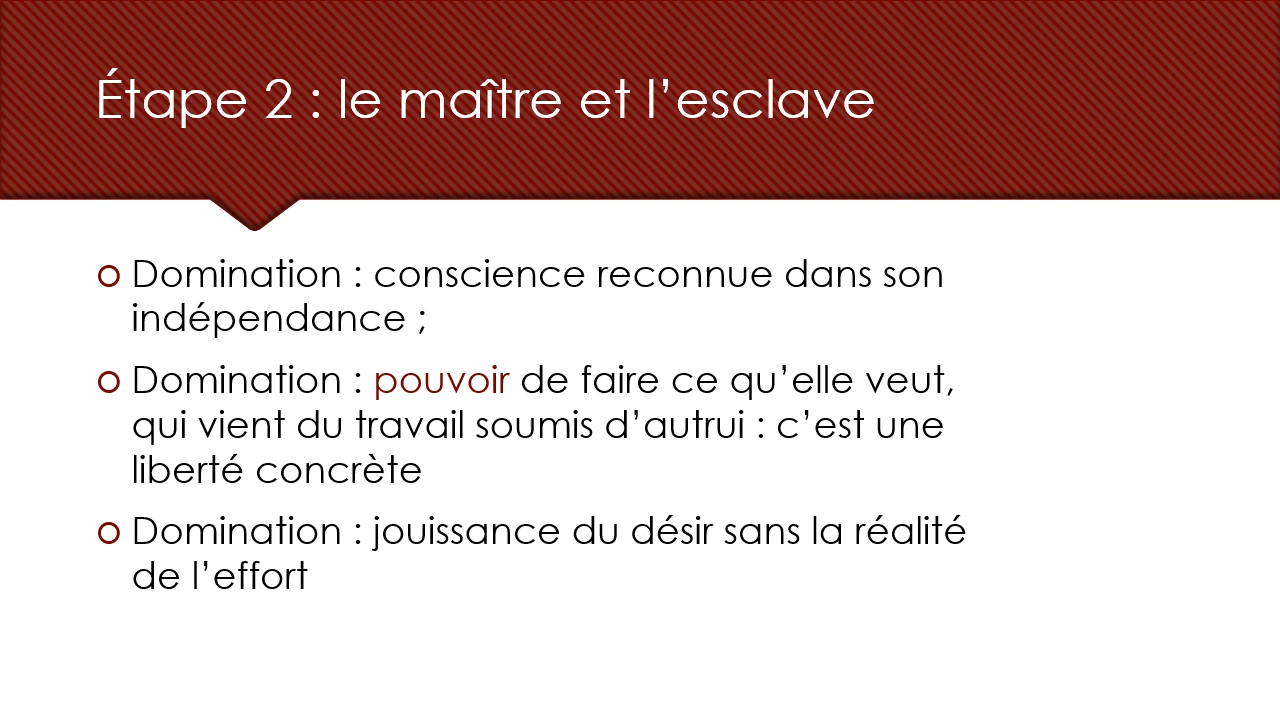 Étape 2 : le maître et l’esclave
Domination : conscience reconnue dans son
indépendance ;
Domination : pouvoir de faire ce qu’elle veut,
qui vient du travail soumis d’autrui : c’est une
liberté concrète
Domination : jouissance du désir sans la réalité
de l’effort